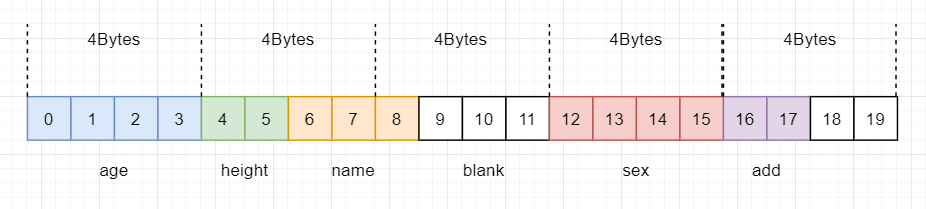 4Bytes 4Bytes 4Bytes 4Bytes 4Bytes
0 1 2 3 4 5 6 7 8 9 10 11 12 13 14 15 16 17 18 19
age height name blank sex add